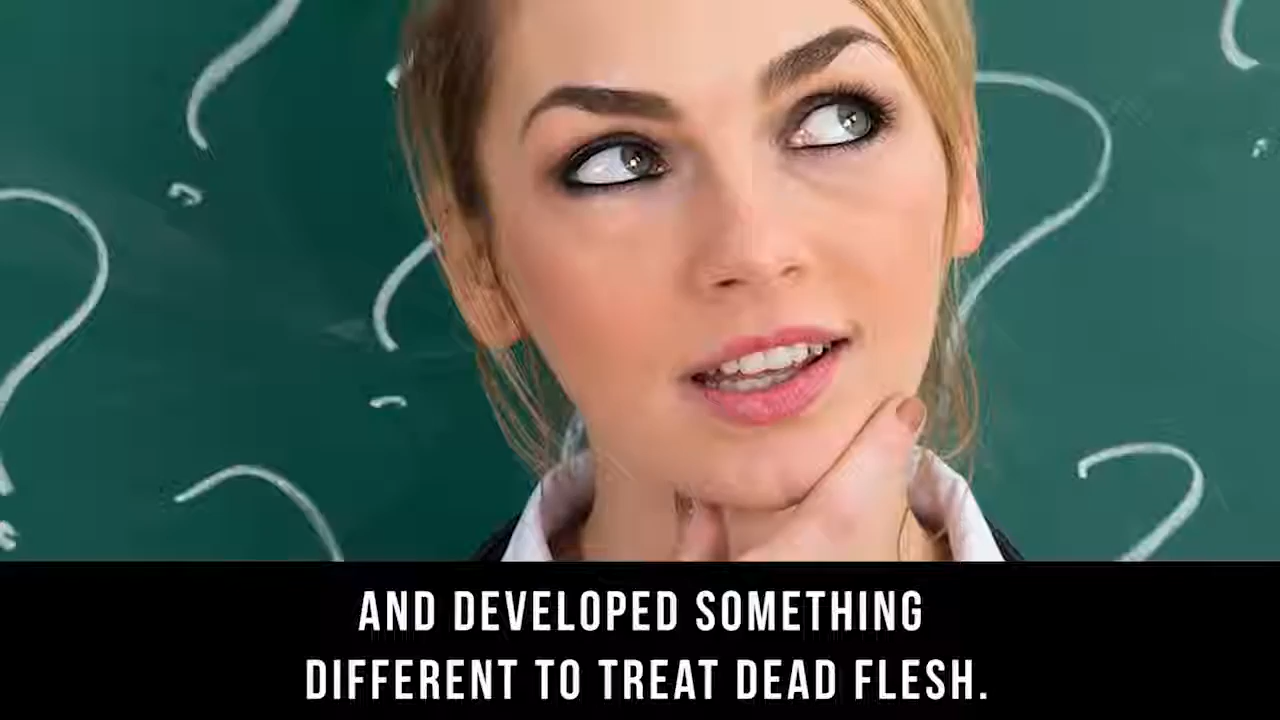 AND DEVELOPED SOMETHING
DIFFERENT TO TREAT DEAD FLESH.